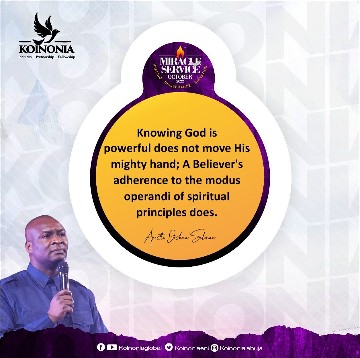 KOINONIA
MIRACLE
SERVICE
OCTOBER
Knowing God is
powerful does not move His
mighty hand; A Believer's
adherence to the modus
operandi of spiritual
principles does.
Koinoniaglobal